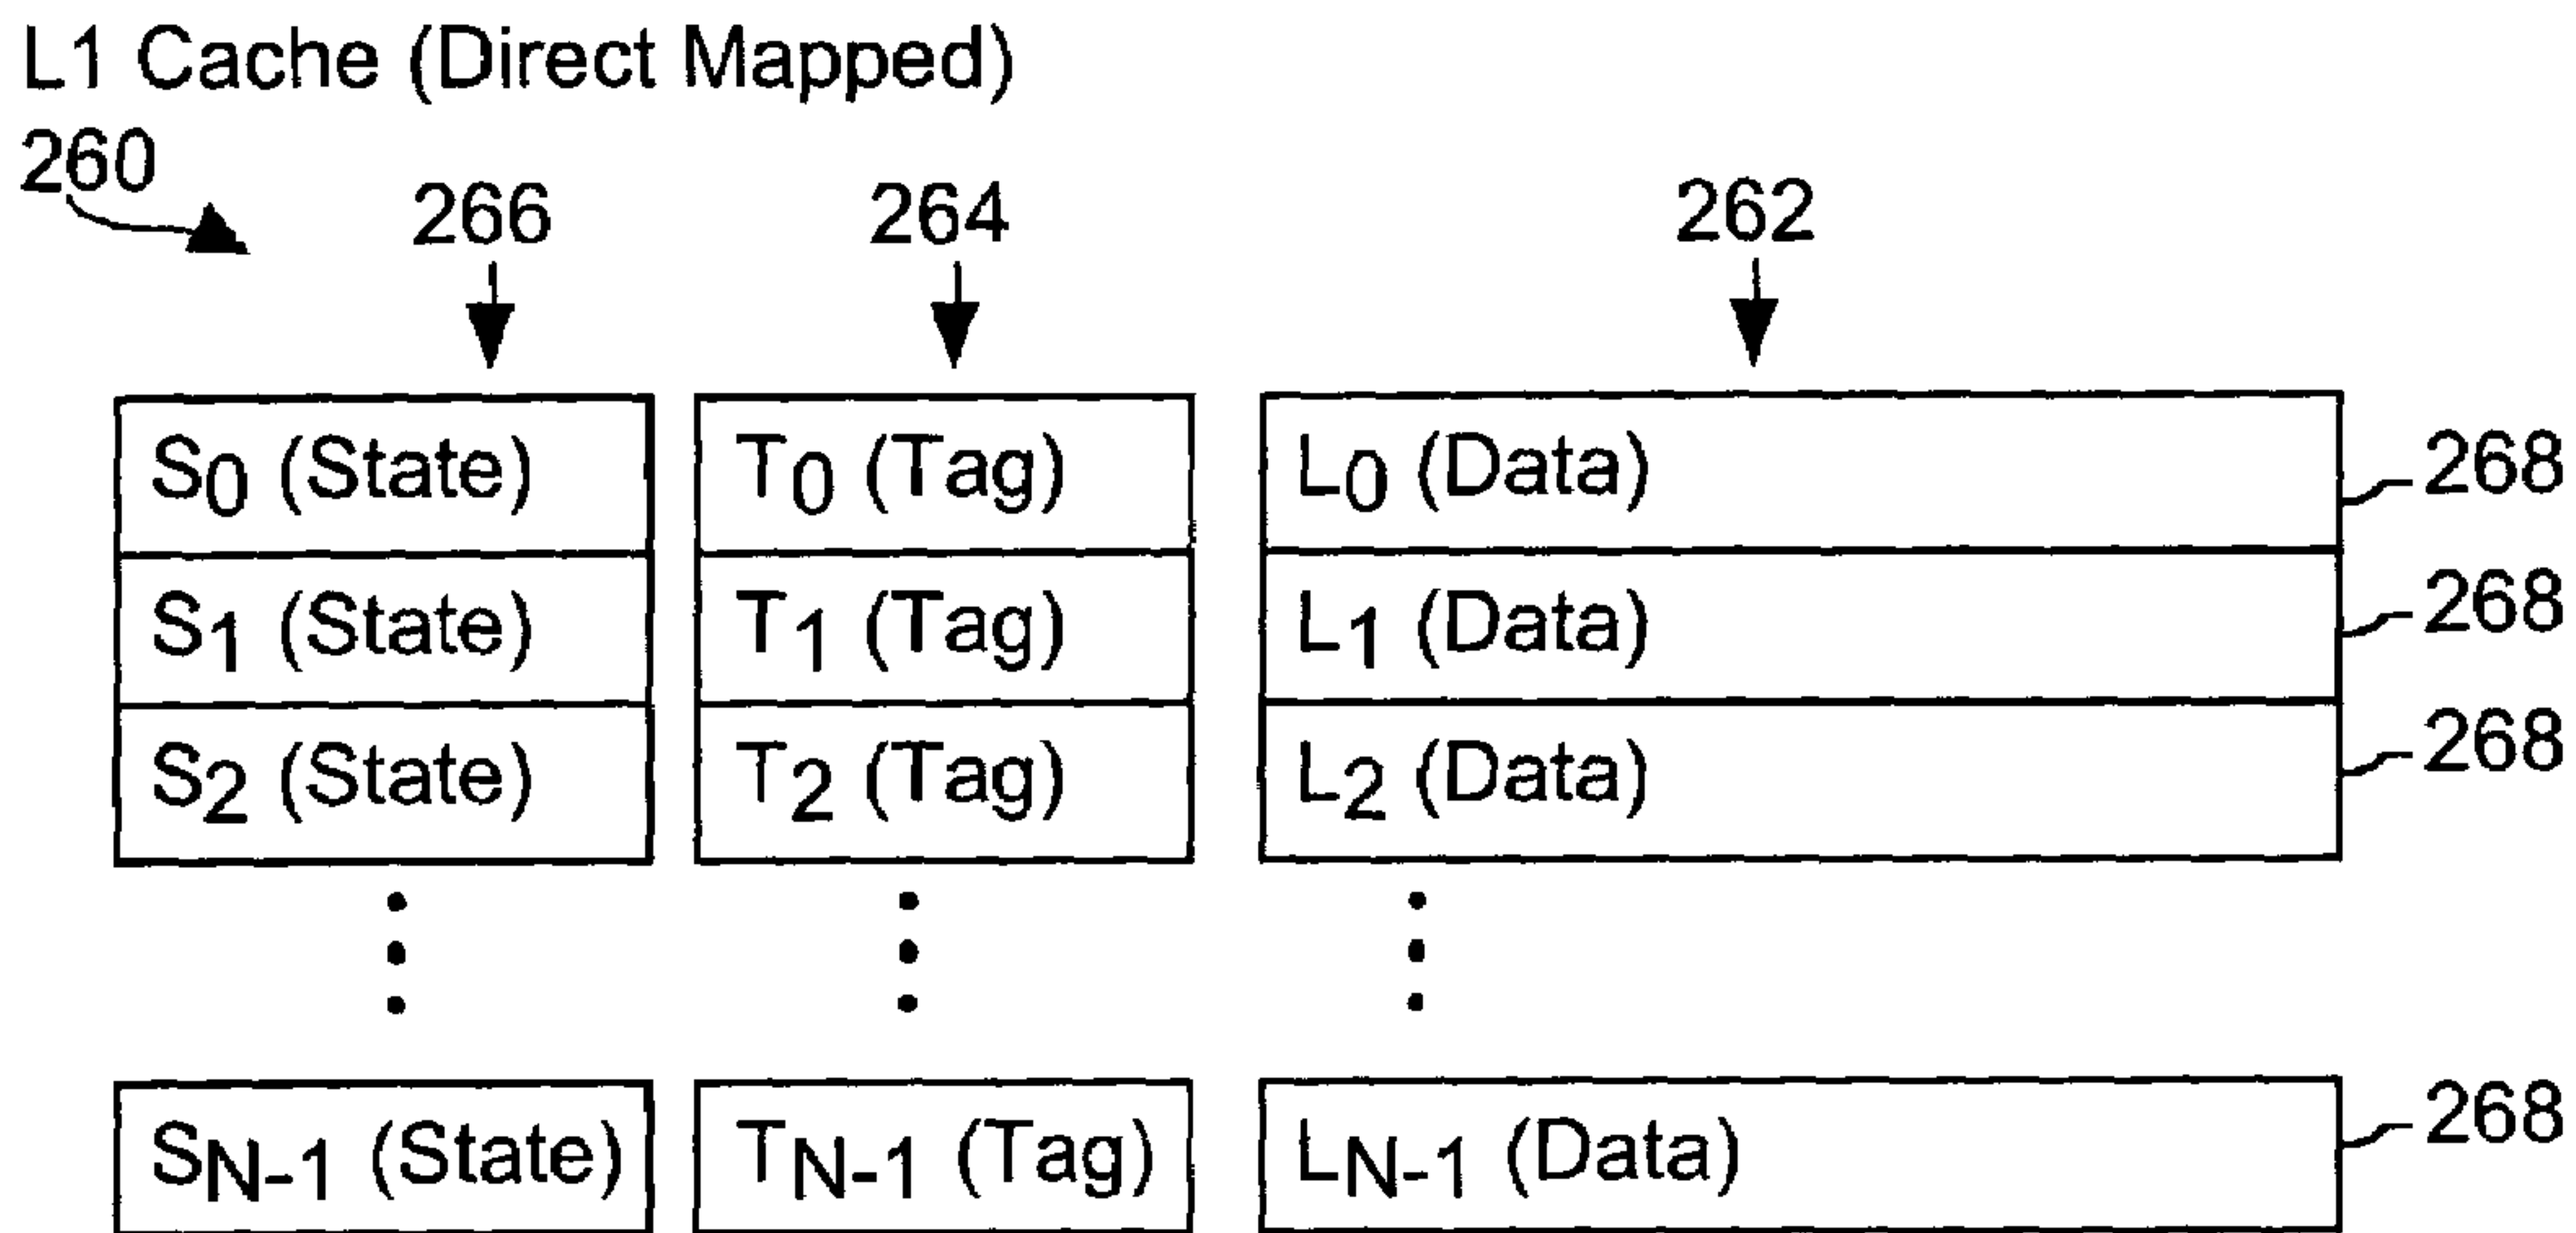 L1 Cache (Direct Mapped)
260
266 264 262
S0 (State) T0 (Tag) L0 (Data) 268
S1 (State) T1 (Tag) L1 (Data) 268
S2 (State) T2 (Tag) L2 (Data) 268
SN-1 (State) TN-1 (Tag) LN-1 (Data) 268